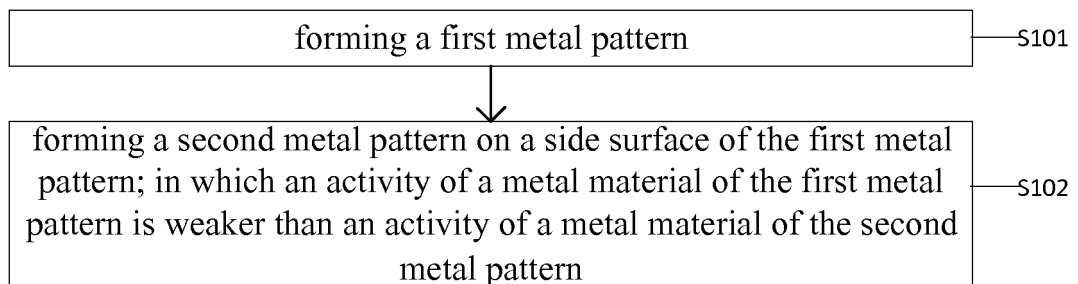 forming a first metal pattern
S101
forming a second metal pattern on a side surface of the first metal
pattern; in which an activity of a metal material of the first metal
pattern is weaker than an activity of a metal material of the second
metal pattern
S102